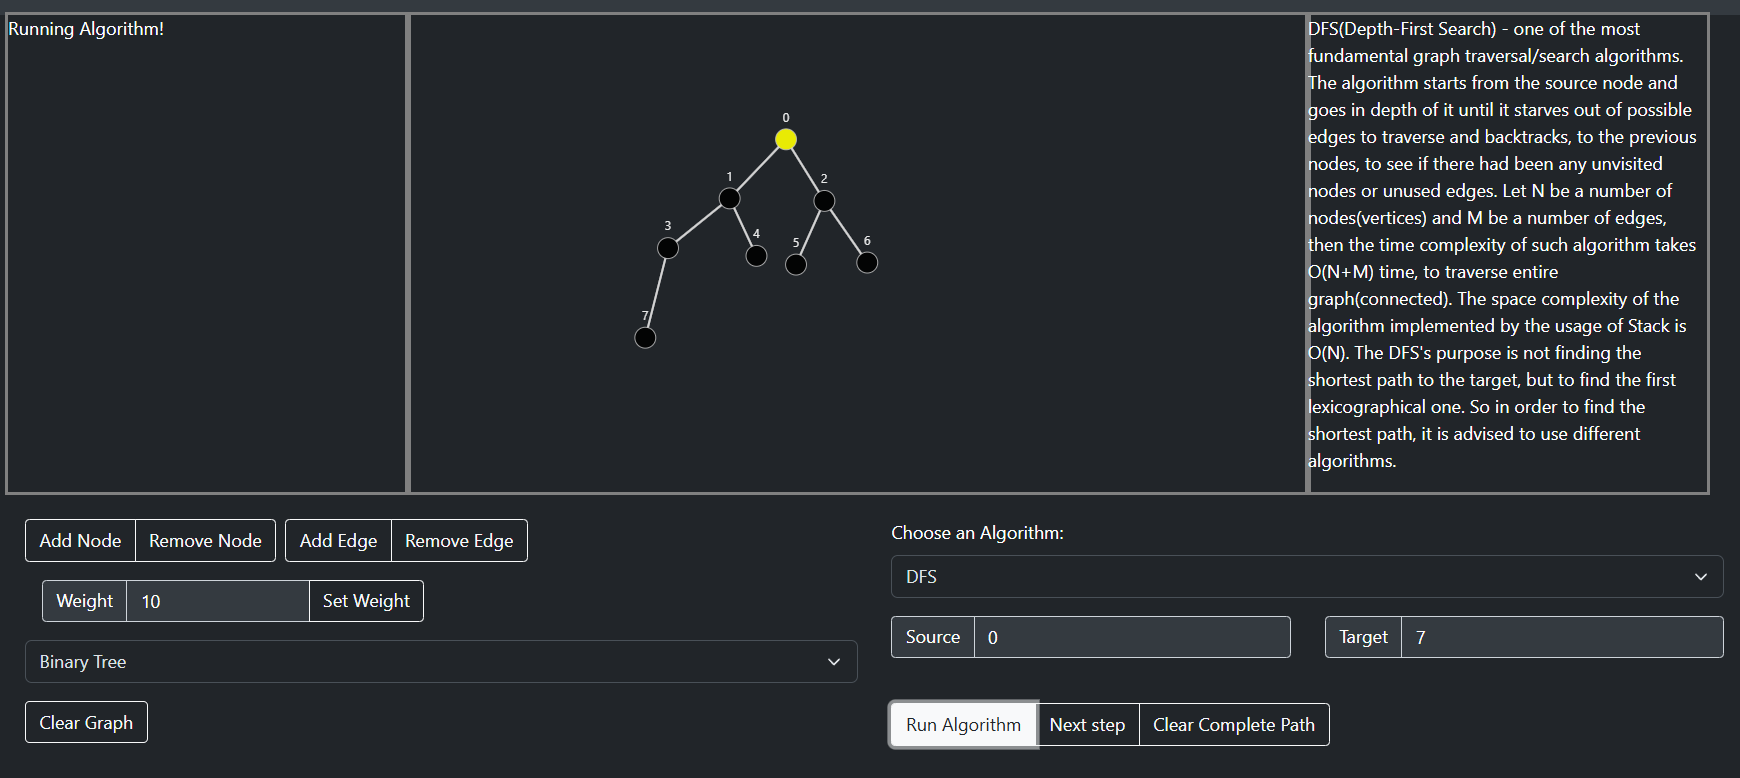 Running Algorithm!
0
1
2
3
4
5
6
7
DFS(Depth-First Search) - one of the most
fundamental graph traversal/search algorithms.
The algorithm starts from the source node and
goes in depth of it until it starves out of possible
edges to traverse and backtracks, to the previous
nodes, to see if there had been any unvisited
nodes or unused edges. Let N be a number of
nodes(vertices) and M be a number of edges,
then the time complexity of such algorithm takes
O(N+M) time, to traverse entire
graph(connected). The space complexity of the
algorithm implemented by the usage of Stack is
O(N). The DFS's purpose is not finding the
shortest path to the target, but to find the first
lexicographical one. So in order to find the
shortest path, it is advised to use different
algorithms.
Add Node Remove Node Add Edge Remove Edge
Weight 10 Set Weight
Binary Tree
Clear Graph
Choose an Algorithm:
DFS
Source 0 Target 7
Run Algorithm Next step Clear Complete Path